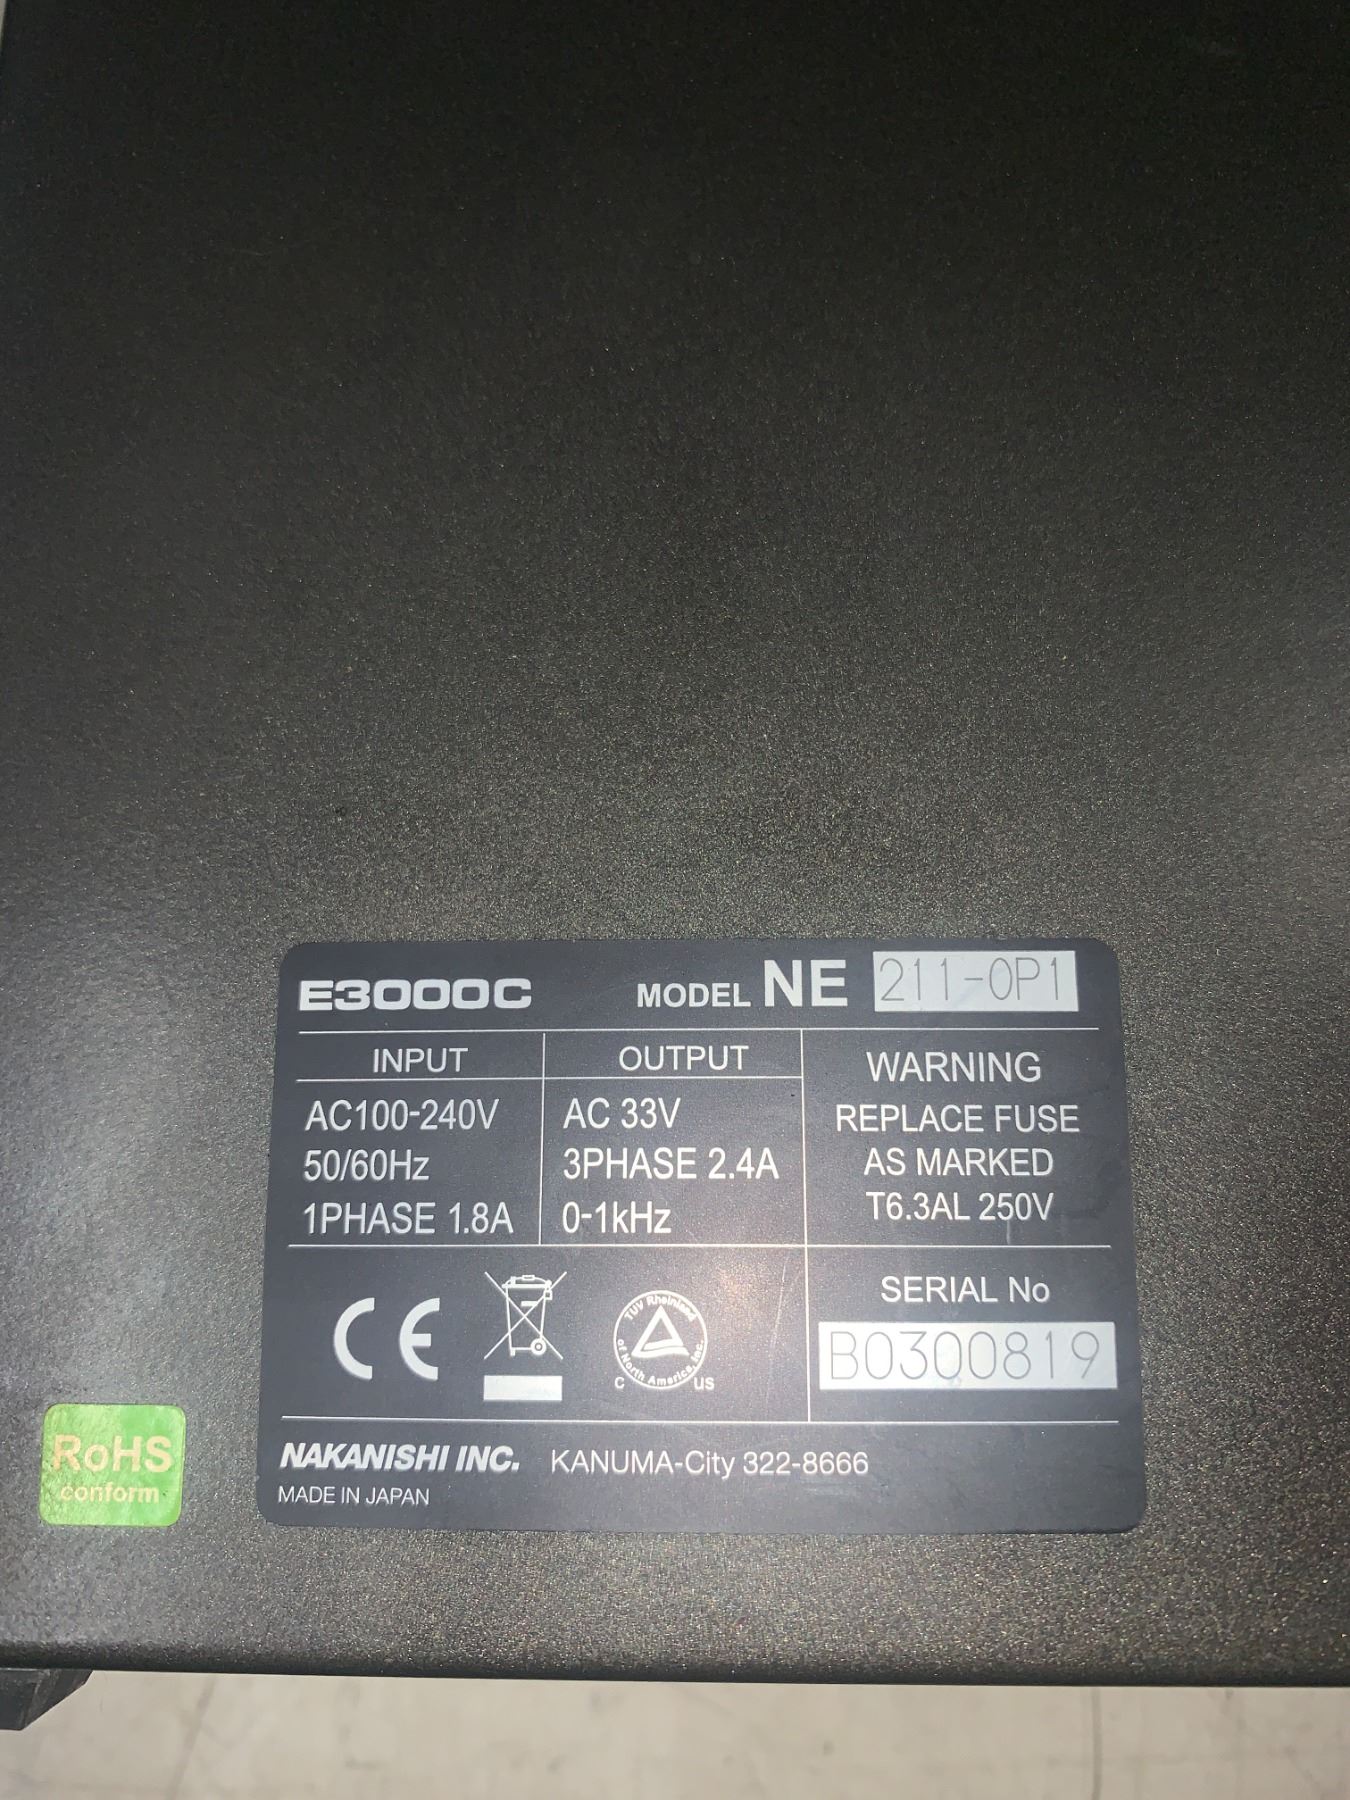 E3000C MODEL NE 211-0P1
INPUT OUTPUT WARNING
AC100-240V AC 33V REPLACE FUSE
50/60Hz 3PHASE 2.4A AS MARKED
1PHASE 1.8A 0-1kHz T6.3AL 250V
SERIAL No
CE TUV Rheinland of North America, Inc. C US B0300819
RoHS
conform
NAKANISHI INC. KANUMA-City 322-8666
MADE IN JAPAN